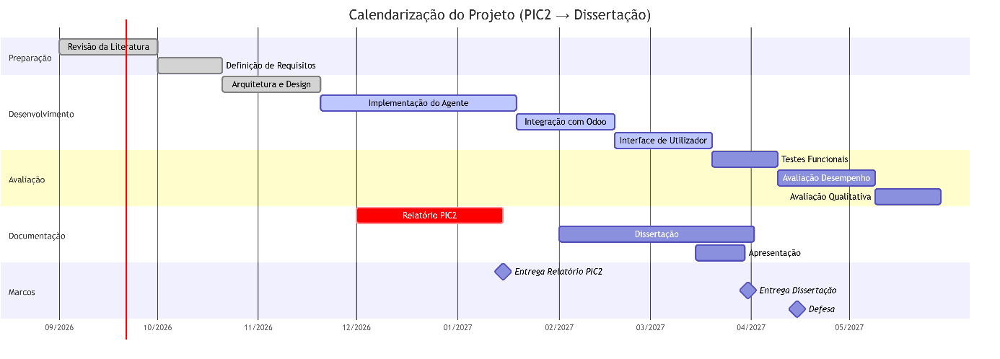 Calendarização do Projeto (PIC2 → Dissertação)
Revisão da Literatura
Preparação
Definição de Requisitos
Arquitetura e Design
Implementação do Agente
Desenvolvimento
Integração com Odoo
Interface de Utilizador
Testes Funcionais
Avaliação
Avaliação Desempenho
Avaliação Qualitativa
Relatório PIC2
Documentação
Dissertação
Apresentação
Entrega Relatório PIC2
Marcos
Entrega Dissertação
Defesa
09/2026 10/2026 11/2026 12/2026 01/2027 02/2027 03/2027 04/2027 05/2027